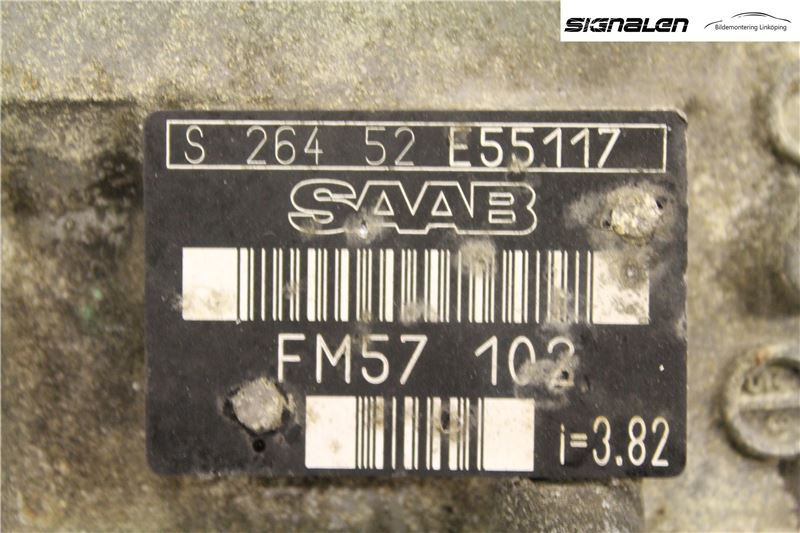 SIGNALEN
Bildemontering Linköping
S 264 52 E55117
SAAB
FM57 102
i=3.82